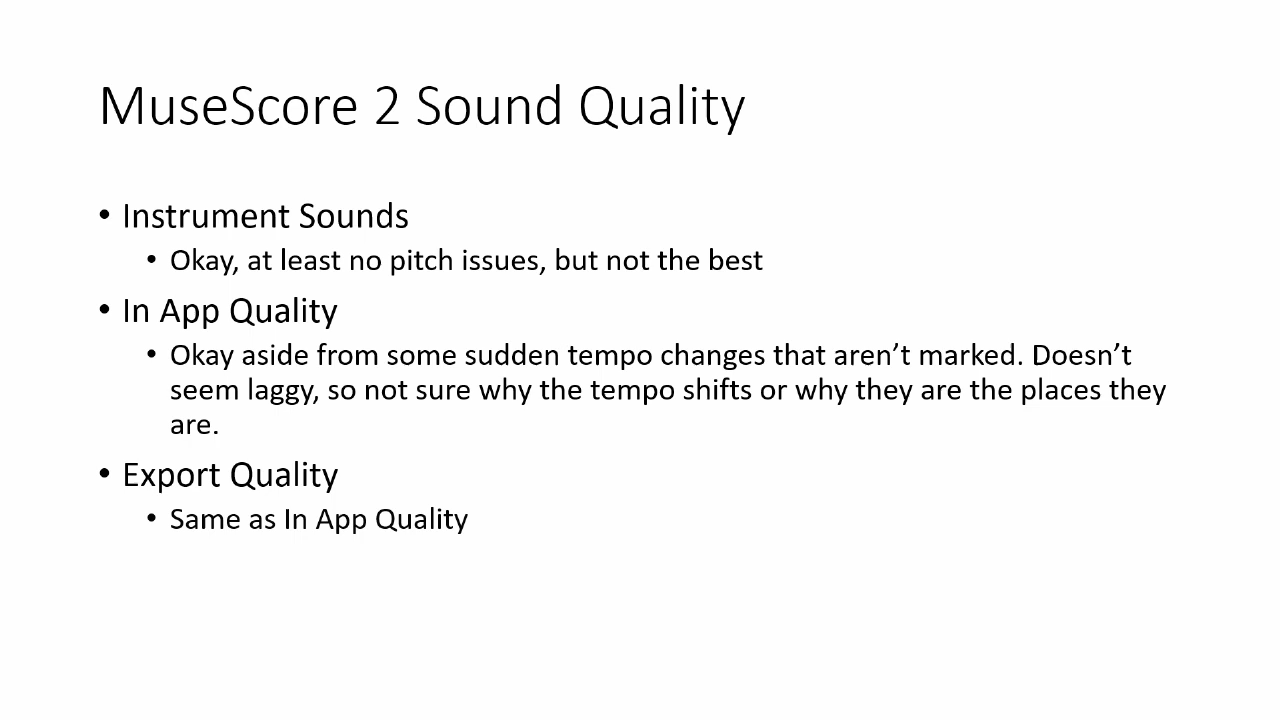 MuseScore 2 Sound Quality
• Instrument Sounds
• Okay, at least no pitch issues, but not the best
• In App Quality
• Okay aside from some sudden tempo changes that aren’t marked. Doesn’t
seem laggy, so not sure why the tempo shifts or why they are the places they
are.
• Export Quality
• Same as In App Quality